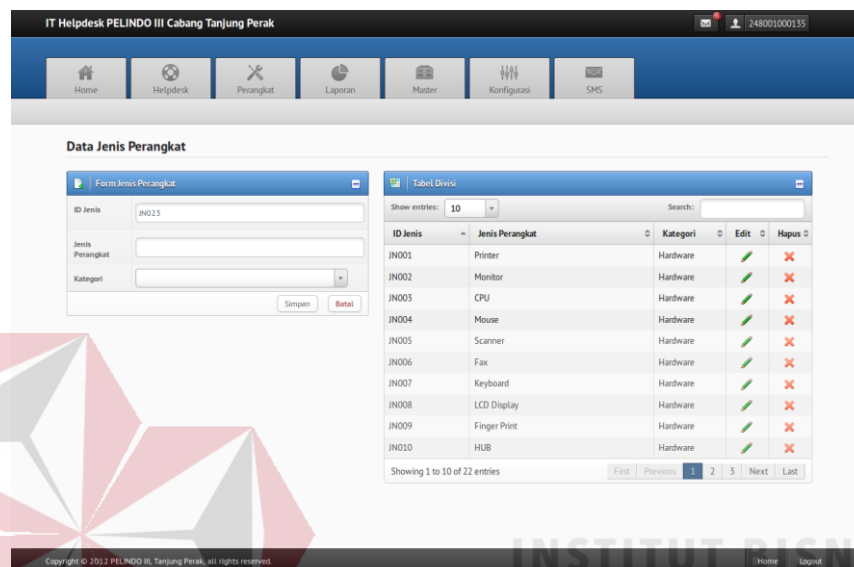 IT Helpdesk PELINDO III Cabang Tanjung Perak
6
248001000135
Home
Helpdesk
Perangkat
Laporan
Master
Konfigurasi
SMS
Data Jenis Perangkat
Form Jenis Perangkat
ID Jenis
JN023
Jenis
Perangkat
Kategori
Simpan
Batal
Tabel Divisi
Show entries: 10
Search:
ID Jenis Jenis Perangkat Kategori Edit Hapus
JN001 Printer Hardware
JN002 Monitor Hardware
JN003 CPU Hardware
JN004 Mouse Hardware
JN005 Scanner Hardware
JN006 Fax Hardware
JN007 Keyboard Hardware
JN008 LCD Display Hardware
JN009 Finger Print Hardware
JN010 HUB Hardware
Showing 1 to 10 of 22 entries
First Previous 1 2 3 Next Last
INSTITUT BISN
Copyright © 2012 PELINDO III, Tanjung Perak, all rights reserved.
Home Logout